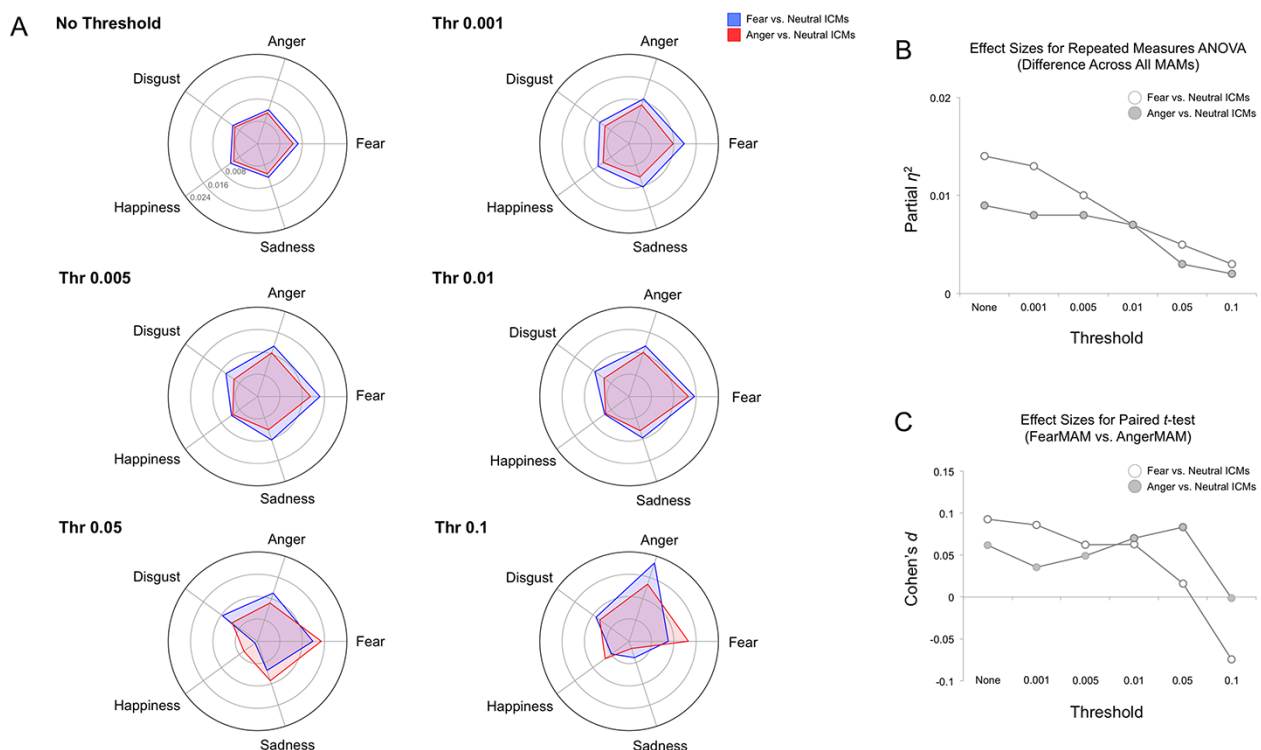 A
No Threshold
Anger
Disgust
Fear
0.008
0.016
0.024
Happiness
Sadness
Thr 0.001
Fear vs. Neutral ICMs
Anger vs. Neutral ICMs
Anger
Disgust
Fear
Happiness
Sadness
Thr 0.005
Anger
Disgust
Fear
Happiness
Sadness
Thr 0.01
Anger
Disgust
Fear
Happiness
Sadness
Thr 0.05
Anger
Disgust
Fear
Happiness
Sadness
Thr 0.1
Anger
Disgust
Fear
Happiness
Sadness
B
Effect Sizes for Repeated Measures ANOVA
(Difference Across All MAMs)
Fear vs. Neutral ICMs
Anger vs. Neutral ICMs
0.02
0.01
0
Partial η²
None 0.001 0.005 0.01 0.05 0.1
Threshold
C
Effect Sizes for Paired t-test
(FearMAM vs. AngerMAM)
Fear vs. Neutral ICMs
Anger vs. Neutral ICMs
0.15
0.1
0.05
0
-0.05
-0.1
Cohen's d
None 0.001 0.005 0.01 0.05 0.1
Threshold